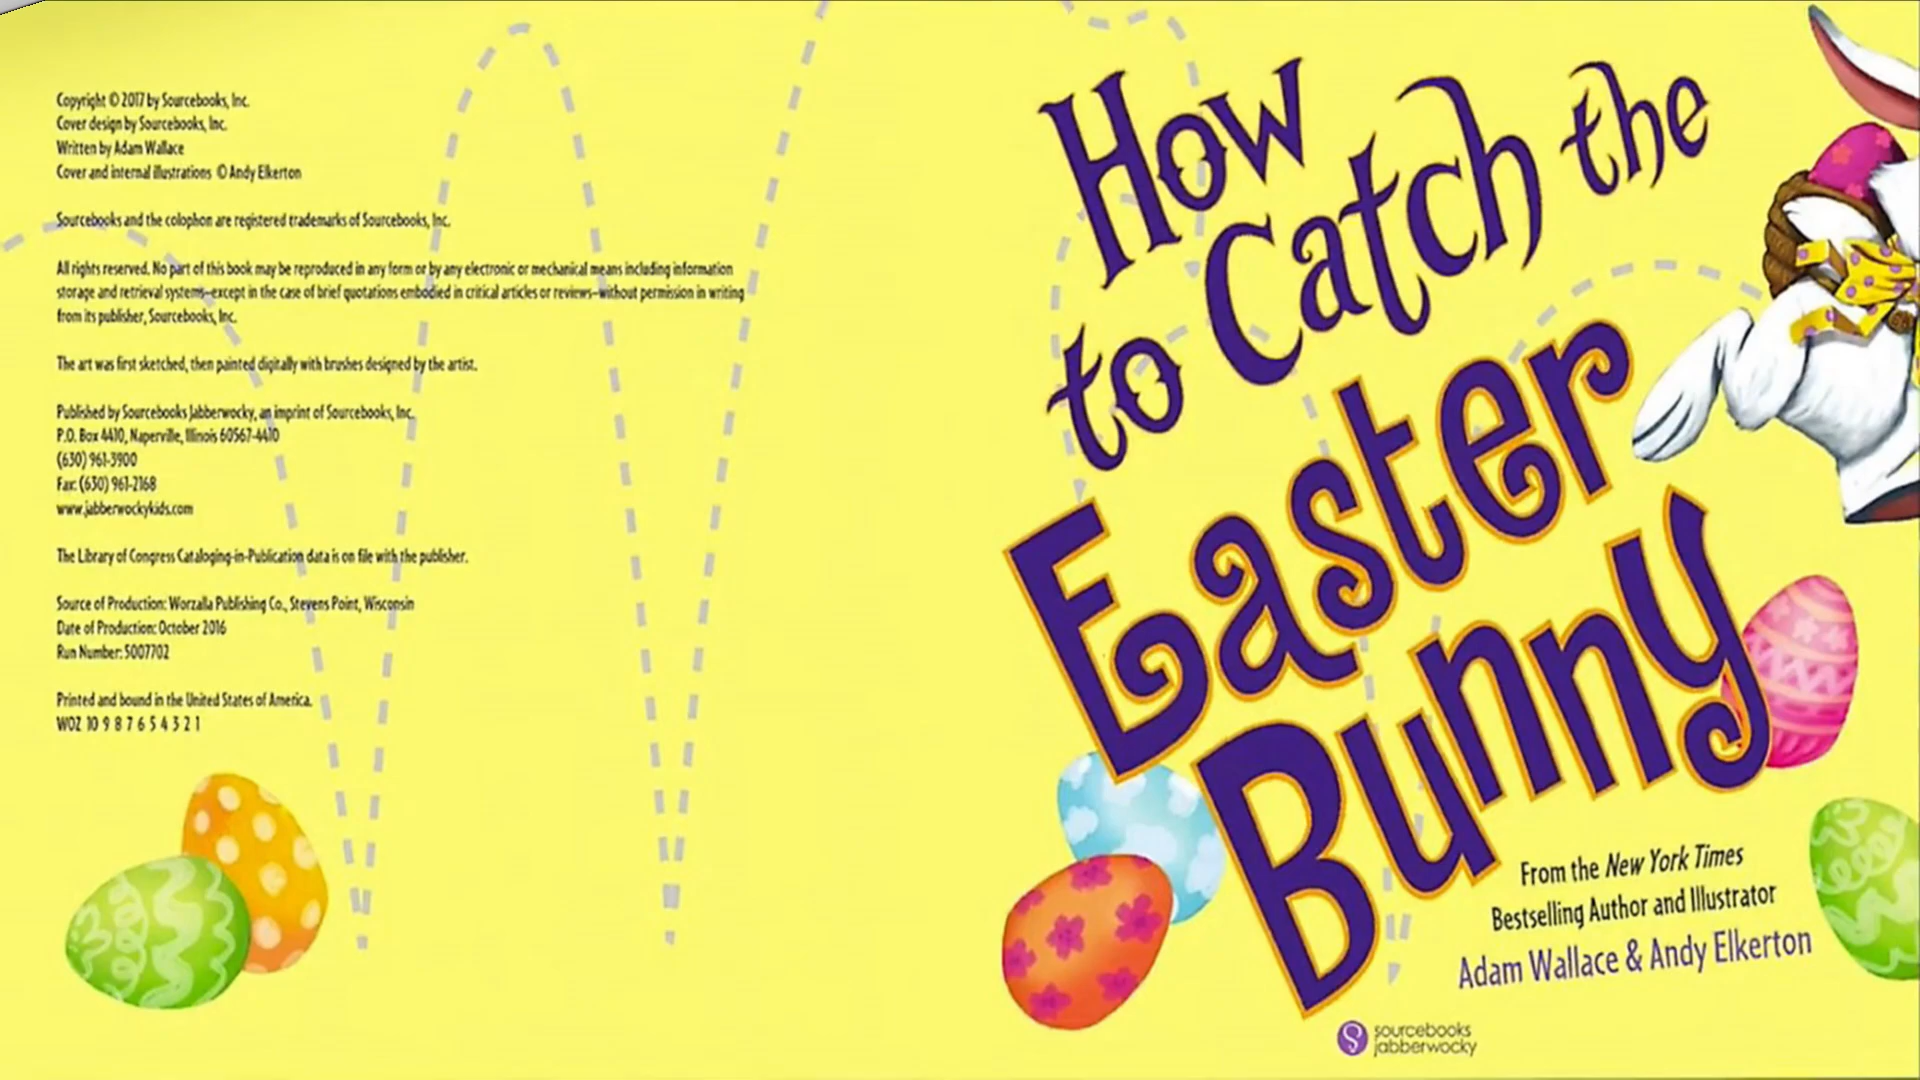 Copyright © 2017 by Sourcebooks, Inc.
Cover design by Sourcebooks, Inc.
Written by Adam Wallace
Cover and internal illustrations © Andy Elkerton
Sourcebooks and the colophon are registered trademarks of Sourcebooks, Inc.
All rights reserved. No part of this book may be reproduced in any form or by any electronic or mechanical means including information
storage and retrieval systems—except in the case of brief quotations embodied in critical articles or reviews—without permission in writing
from its publisher, Sourcebooks, Inc.
The art was first sketched, then painted digitally with brushes designed by the artist.
Published by Sourcebooks Jabberwocky, an imprint of Sourcebooks, Inc.
P.O. Box 4410, Naperville, Illinois 60567-4410
(630) 961-3900
Fax: (630) 961-2168
www.jabberwockykids.com
The Library of Congress Cataloging-in-Publication data is on file with the publisher.
Source of Production: Worzalla Publishing Co., Stevens Point, Wisconsin
Date of Production: October 2016
Run Number: 5007702
Printed and bound in the United States of America.
WOZ 10 9 8 7 6 5 4 3 2 1
How
to Catch the
Easter
Bunny
From the New York Times
Bestselling Author and Illustrator
Adam Wallace & Andy Elkerton
sourcebooks
jabberwocky